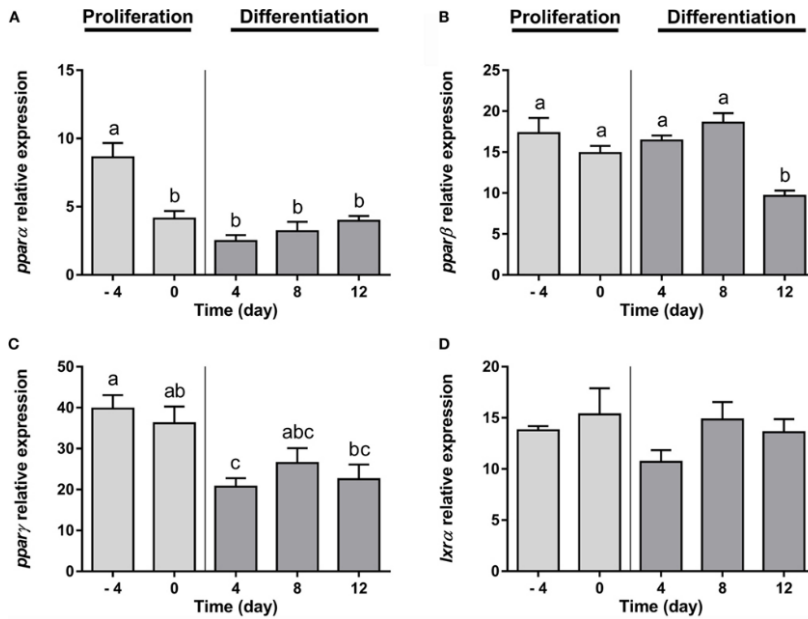 A Proliferation Differentiation
pparα relative expression
15
10
5
0
a
b
b
b
b
- 4 0 4 8 12
Time (day)
B Proliferation Differentiation
pparβ relative expression
25
20
15
10
5
0
a
a
a
a
b
- 4 0 4 8 12
Time (day)
C
pparγ relative expression
50
40
30
20
10
0
a
ab
c
abc
bc
- 4 0 4 8 12
Time (day)
D
lxrα relative expression
20
15
10
5
0
- 4 0 4 8 12
Time (day)